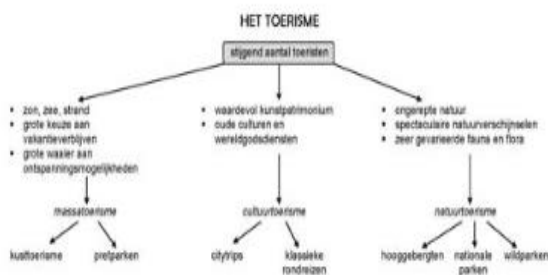 HET TOERISME
stijgend aantal toeristen
• zon, zee, strand
• grote keuze aan
vakantieverblijven
• grote waaier aan
ontspanningsmogelijkheden
• waardevol kunstpatrimonium
• oude culturen en
wereldgodsdiensten
• ongerepte natuur
• spectaculaire natuurverschijnselen
• zeer gevarieerde fauna en flora
massatoerisme
cultuurtoerisme
natuurtoerisme
kusttoerisme
pretparken
citytrips
klassieke
rondreizen
hooggebergten
nationale
parken
wildparken